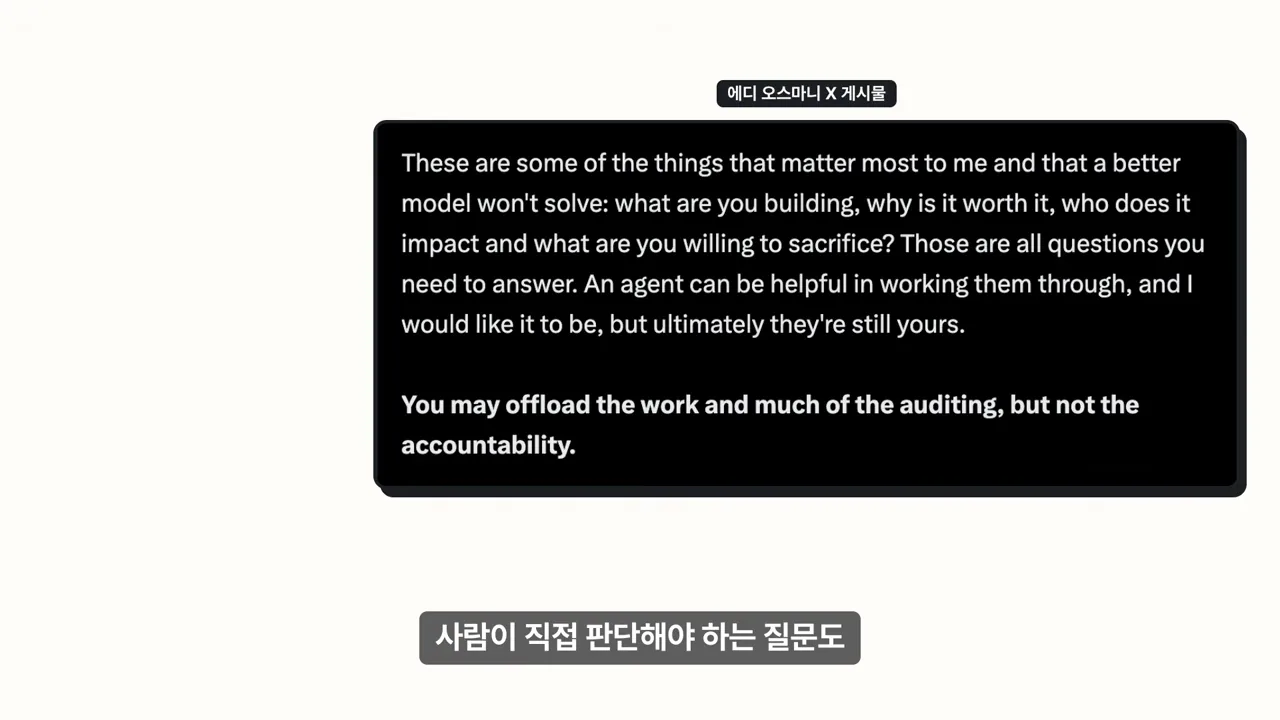 에디 오스마니 X 게시물
These are some of the things that matter most to me and that a better
model won't solve: what are you building, why is it worth it, who does it
impact and what are you willing to sacrifice? Those are all questions you
need to answer. An agent can be helpful in working them through, and I
would like it to be, but ultimately they're still yours.
You may offload the work and much of the auditing, but not the
accountability.
사람이 직접 판단해야 하는 질문도